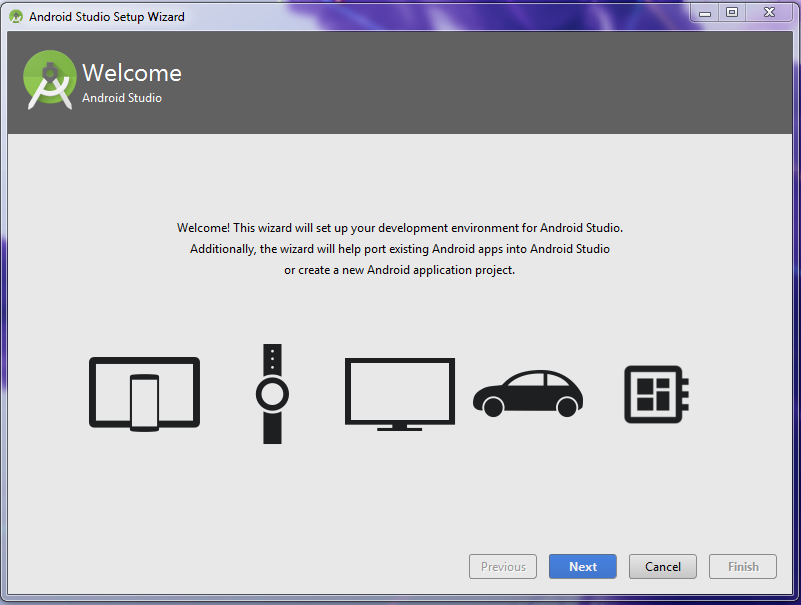 Android Studio Setup Wizard
Welcome
Android Studio
Welcome! This wizard will set up your development environment for Android Studio.
Additionally, the wizard will help port existing Android apps into Android Studio
or create a new Android application project.
Previous
Next
Cancel
Finish